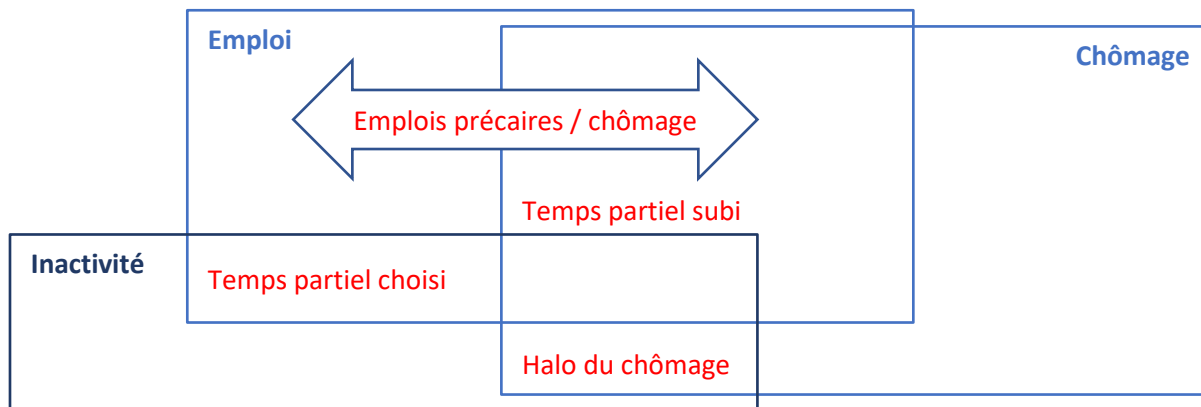 Emploi
Chômage
Emplois précaires / chômage
Temps partiel subi
Inactivité
Temps partiel choisi
Halo du chômage